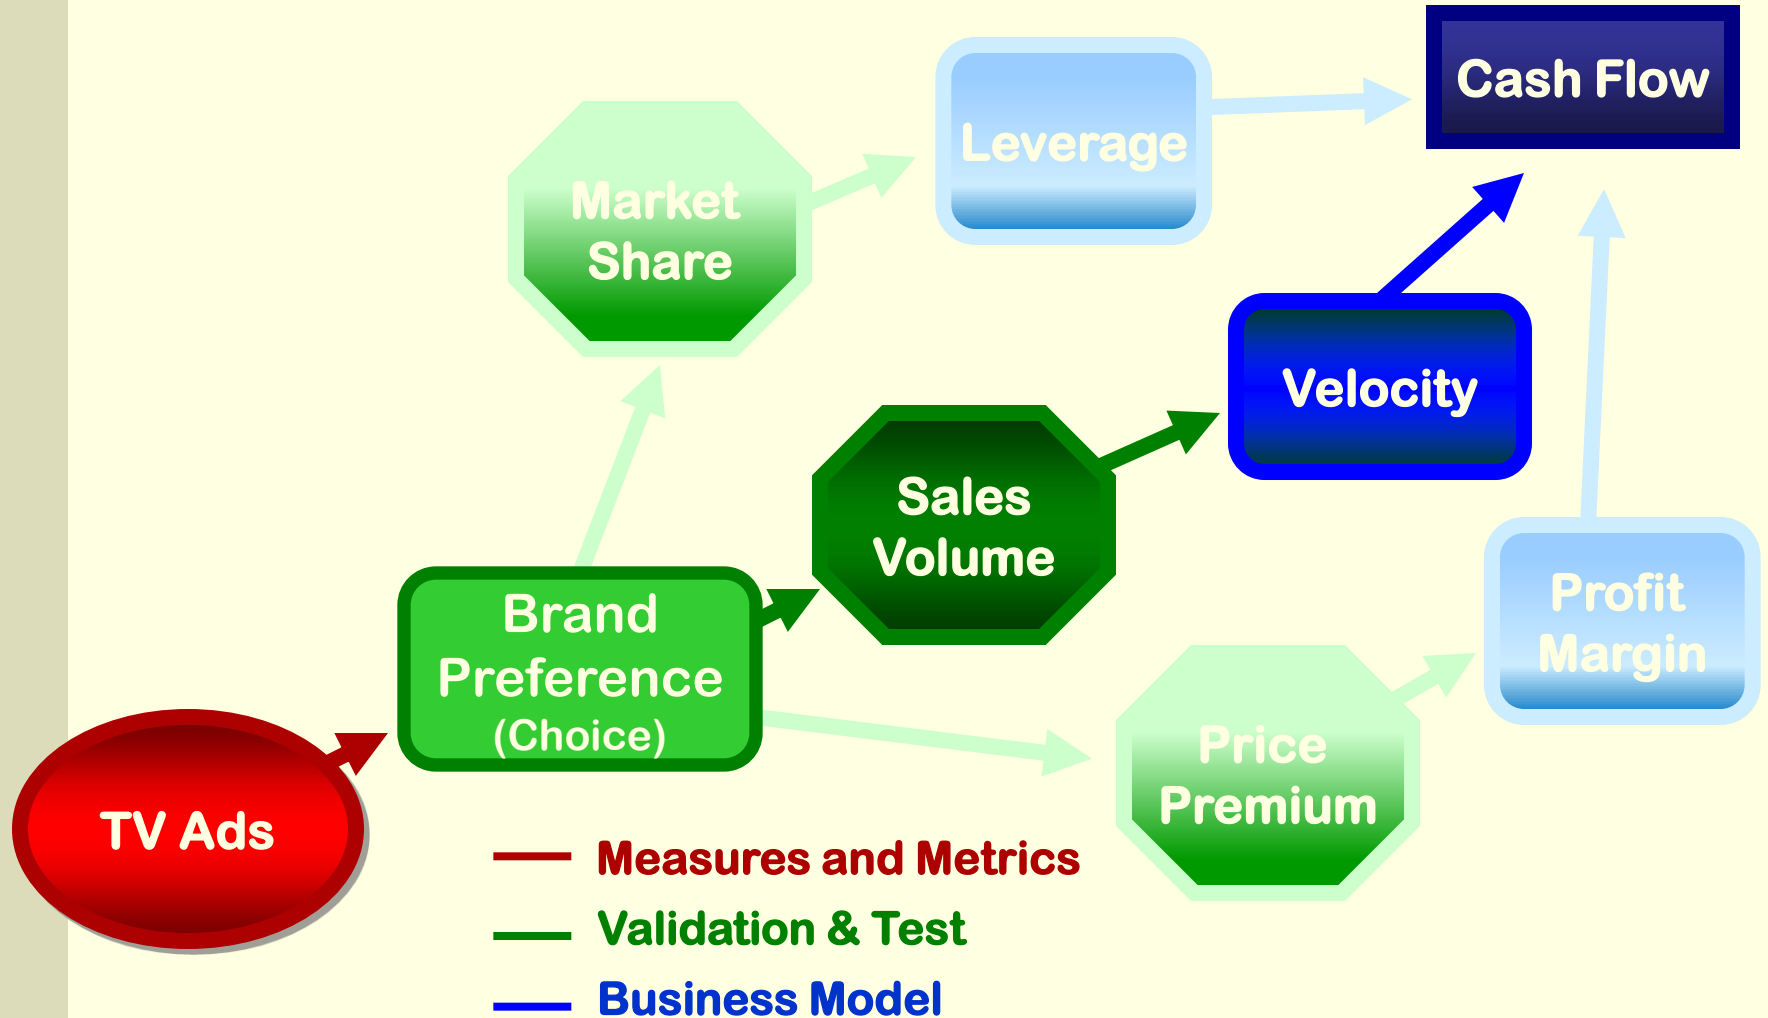 Cash Flow
Leverage
Market
Share
Velocity
Sales
Volume
Profit
Margin
Brand
Preference
(Choice)
Price
Premium
TV Ads
Measures and Metrics
Validation & Test
Business Model